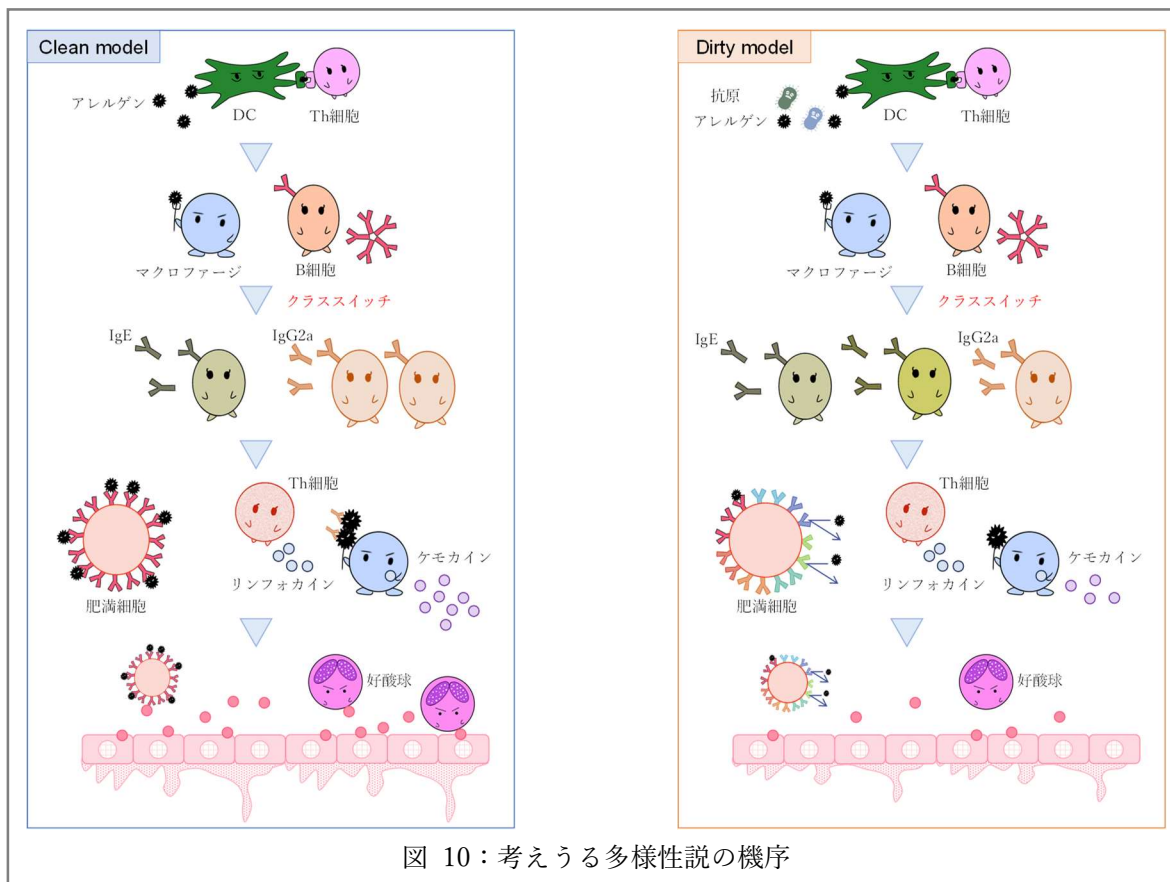 Clean model
アレルゲン
DC
Th細胞
マクロファージ
B細胞
クラススイッチ
IgE
IgG2a
Th細胞
リンフォカイン
ケモカイン
肥満細胞
好酸球
Dirty model
抗原
アレルゲン
DC
Th細胞
マクロファージ
B細胞
クラススイッチ
IgE
IgG2a
Th細胞
リンフォカイン
ケモカイン
肥満細胞
好酸球
図 10：考えうる多様性説の機序